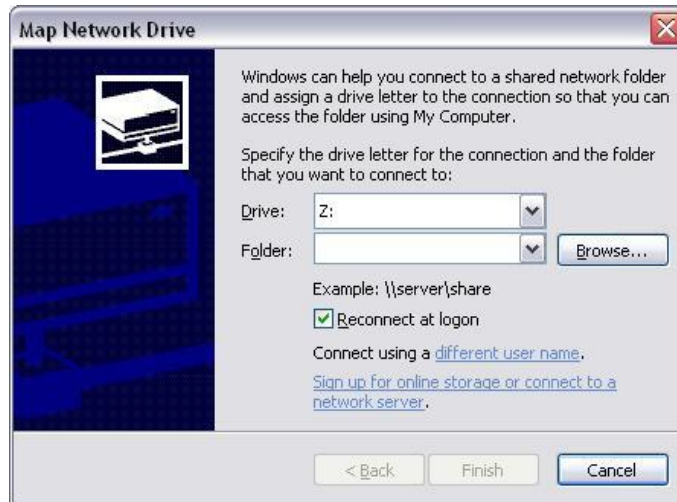 Map Network Drive
Windows can help you connect to a shared network folder
and assign a drive letter to the connection so that you can
access the folder using My Computer.
Specify the drive letter for the connection and the folder
that you want to connect to:
Drive: Z:
Folder: Browse...
Example: \\server\share
Reconnect at logon
Connect using a different user name.
Sign up for online storage or connect to a
network server.
< Back Finish Cancel